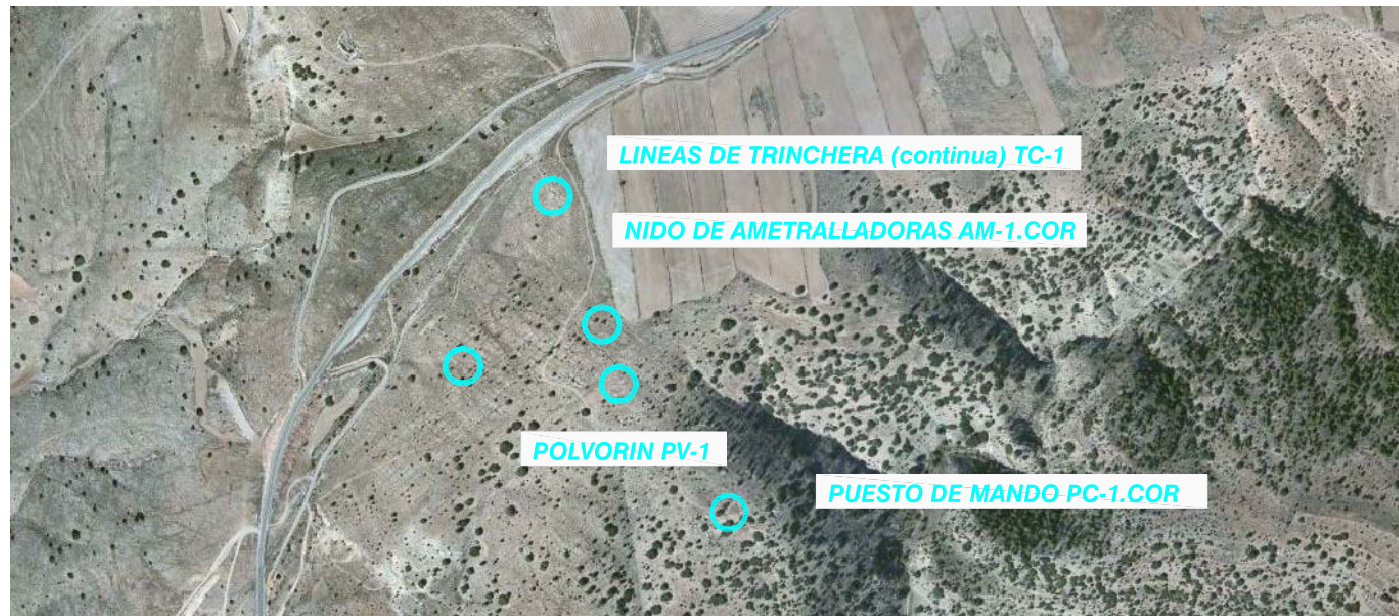 LINEAS DE TRINCHERA (continua) TC-1
NIDO DE AMETRALLADORAS AM-1.COR
POLVORIN PV-1
PUESTO DE MANDO PC-1.COR